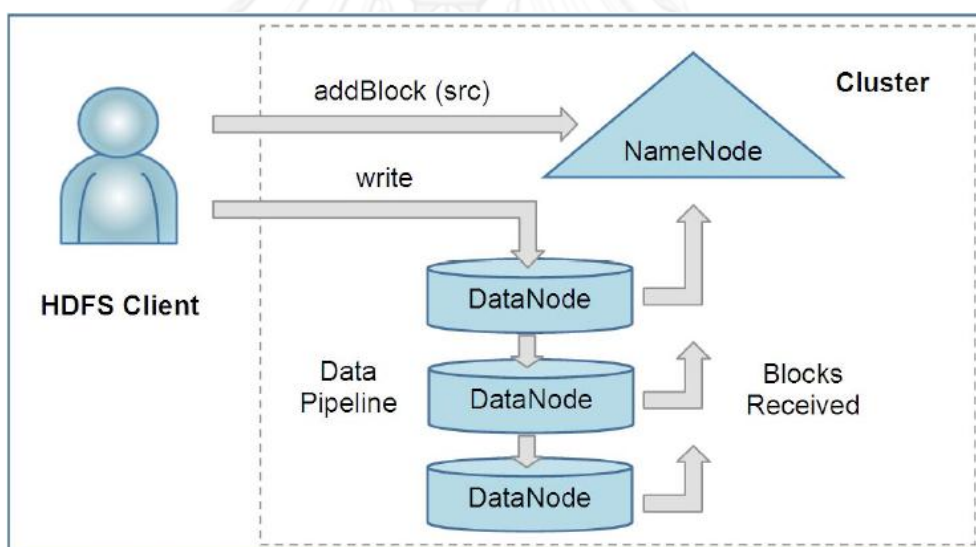 addBlock (src)
Cluster
NameNode
write
HDFS Client
DataNode
Data
Pipeline
DataNode
Blocks
Received
DataNode